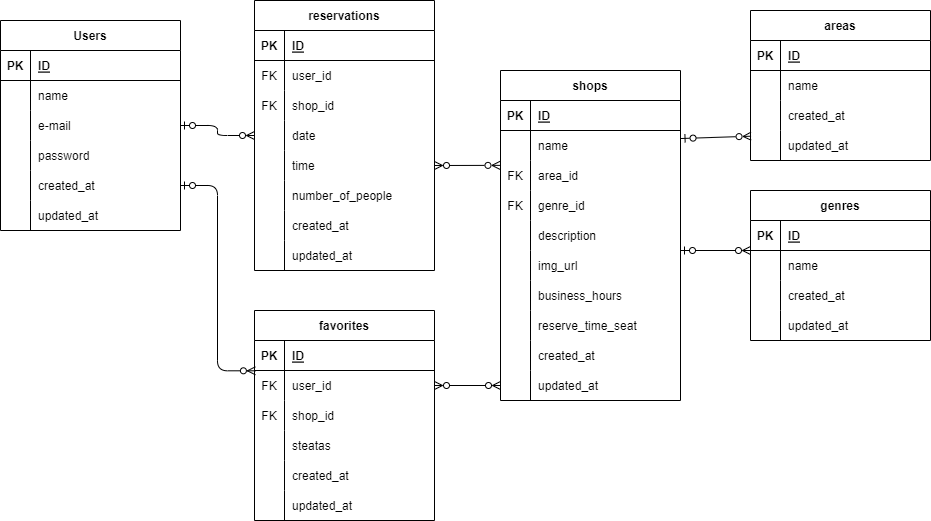 Users
PK ID
name
e-mail
password
created_at
updated_at
reservations
PK ID
FK user_id
FK shop_id
date
time
number_of_people
created_at
updated_at
favorites
PK ID
FK user_id
FK shop_id
steatas
created_at
updated_at
shops
PK ID
name
FK area_id
FK genre_id
description
img_url
business_hours
reserve_time_seat
created_at
updated_at
areas
PK ID
name
created_at
updated_at
genres
PK ID
name
created_at
updated_at